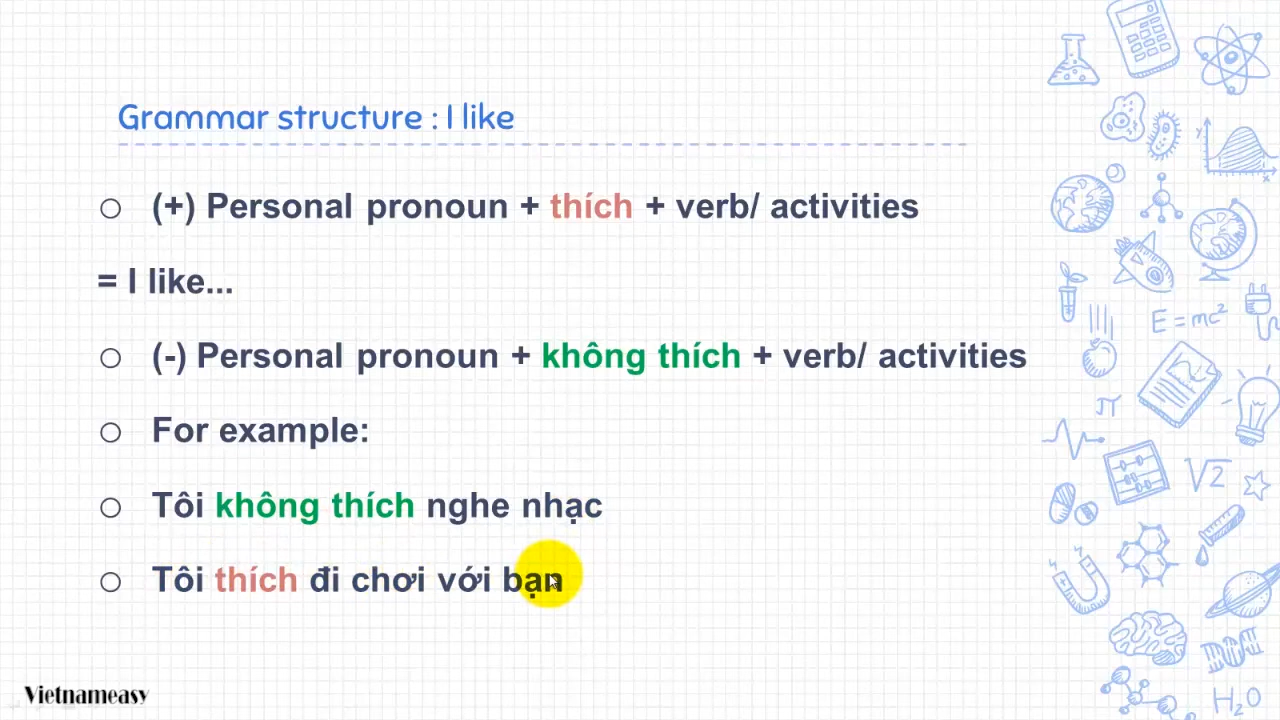 Grammar structure : I like
(+) Personal pronoun + thích + verb/ activities
= I like...
(-) Personal pronoun + không thích + verb/ activities
For example:
Tôi không thích nghe nhạc
Tôi thích đi chơi với bạn
Vietnameasy
y
x
E=mc²
π
√2
H₂O